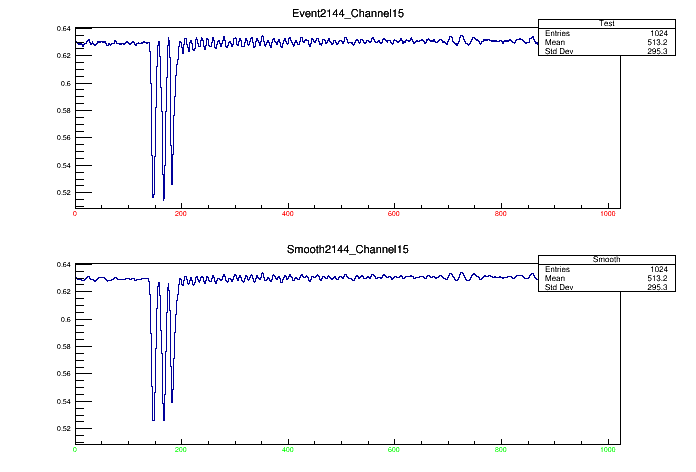 Event2144_Channel15
Test
Entries 1024
Mean 513.2
Std Dev 295.3
0.64
0.62
0.6
0.58
0.56
0.54
0.52
0 200 400 600 800 1000
Smooth2144_Channel15
Smooth
Entries 1024
Mean 513.2
Std Dev 295.3
0.64
0.62
0.6
0.58
0.56
0.54
0.52
0 200 400 600 800 1000